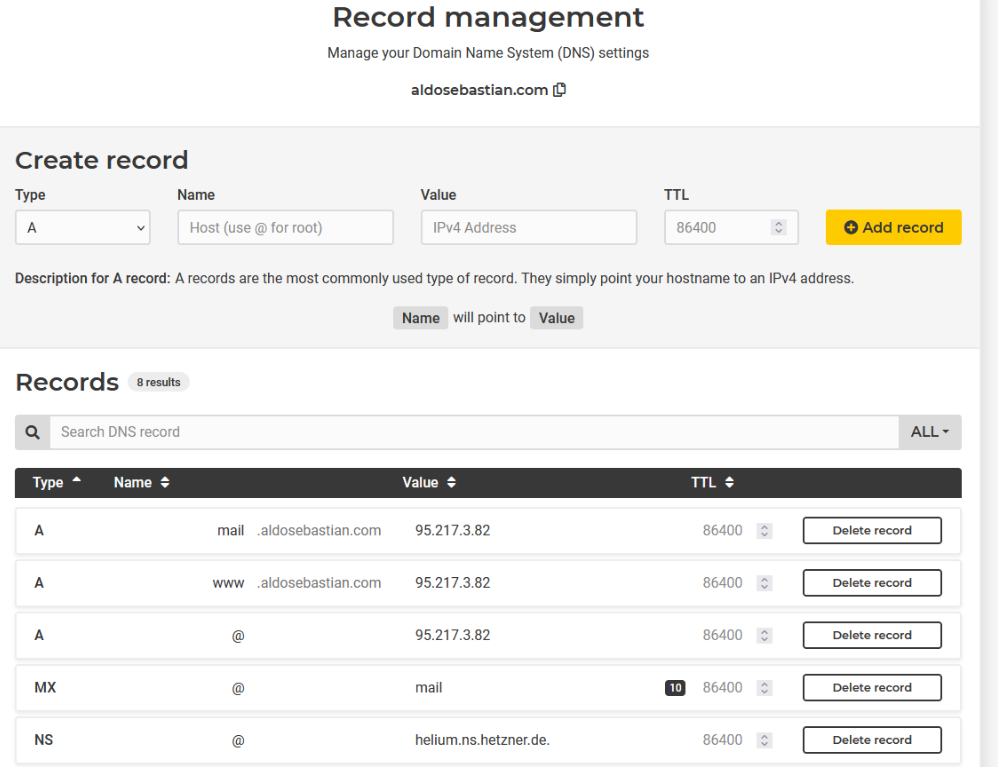 Record management
Manage your Domain Name System (DNS) settings
aldosebastian.com
Create record
Type Name Value TTL
A Host (use @ for root) IPv4 Address 86400 Add record
Description for A record: A records are the most commonly used type of record. They simply point your hostname to an IPv4 address.
Name will point to Value
Records 8 results
Search DNS record ALL
Type Name Value TTL
A mail .aldosebastian.com 95.217.3.82 86400 Delete record
A www .aldosebastian.com 95.217.3.82 86400 Delete record
A @ 95.217.3.82 86400 Delete record
MX @ mail 10 86400 Delete record
NS @ helium.ns.hetzner.de. 86400 Delete record